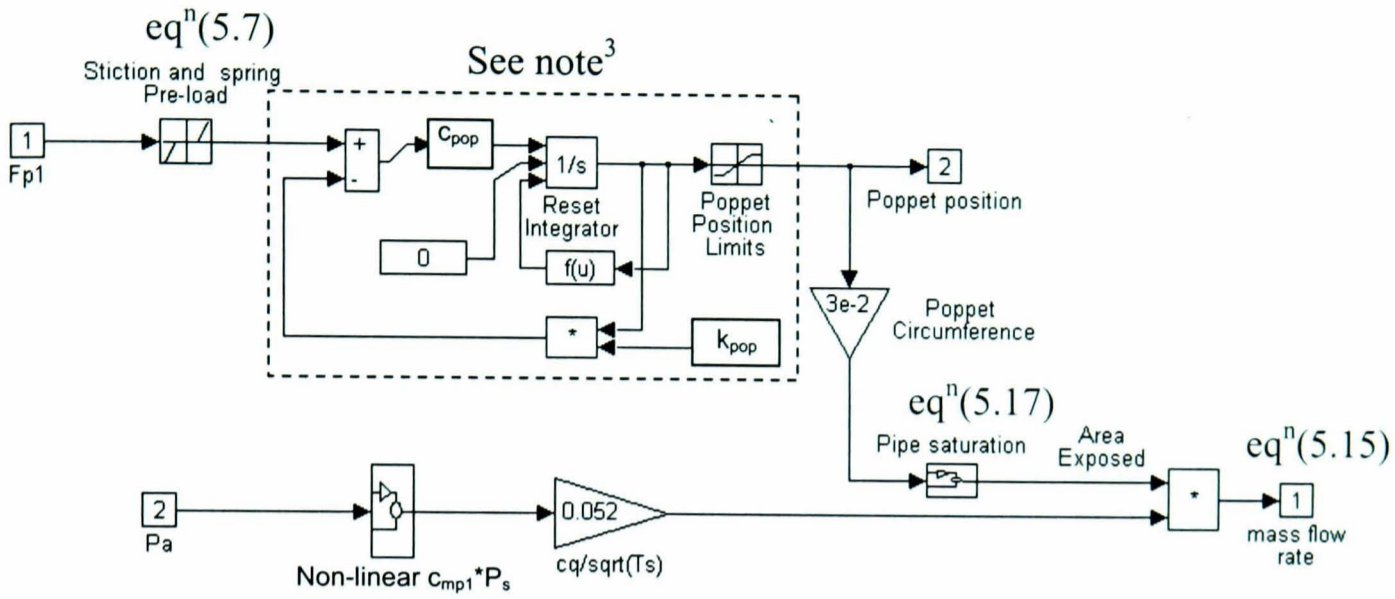 eqⁿ(5.7)
Stiction and spring
Pre-load
See note³
1
Fp1
+
-
Cpop
1/s
Reset
Integrator
0
f(u)
Poppet
Position
Limits
2
Poppet position
*
kpop
3e-2
Poppet
Circumference
eqⁿ(5.17)
Pipe saturation
Area
Exposed
eqⁿ(5.15)
*
1
mass flow
rate
2
Pa
Non-linear cmp1*Ps
0.052
cq/sqrt(Ts)